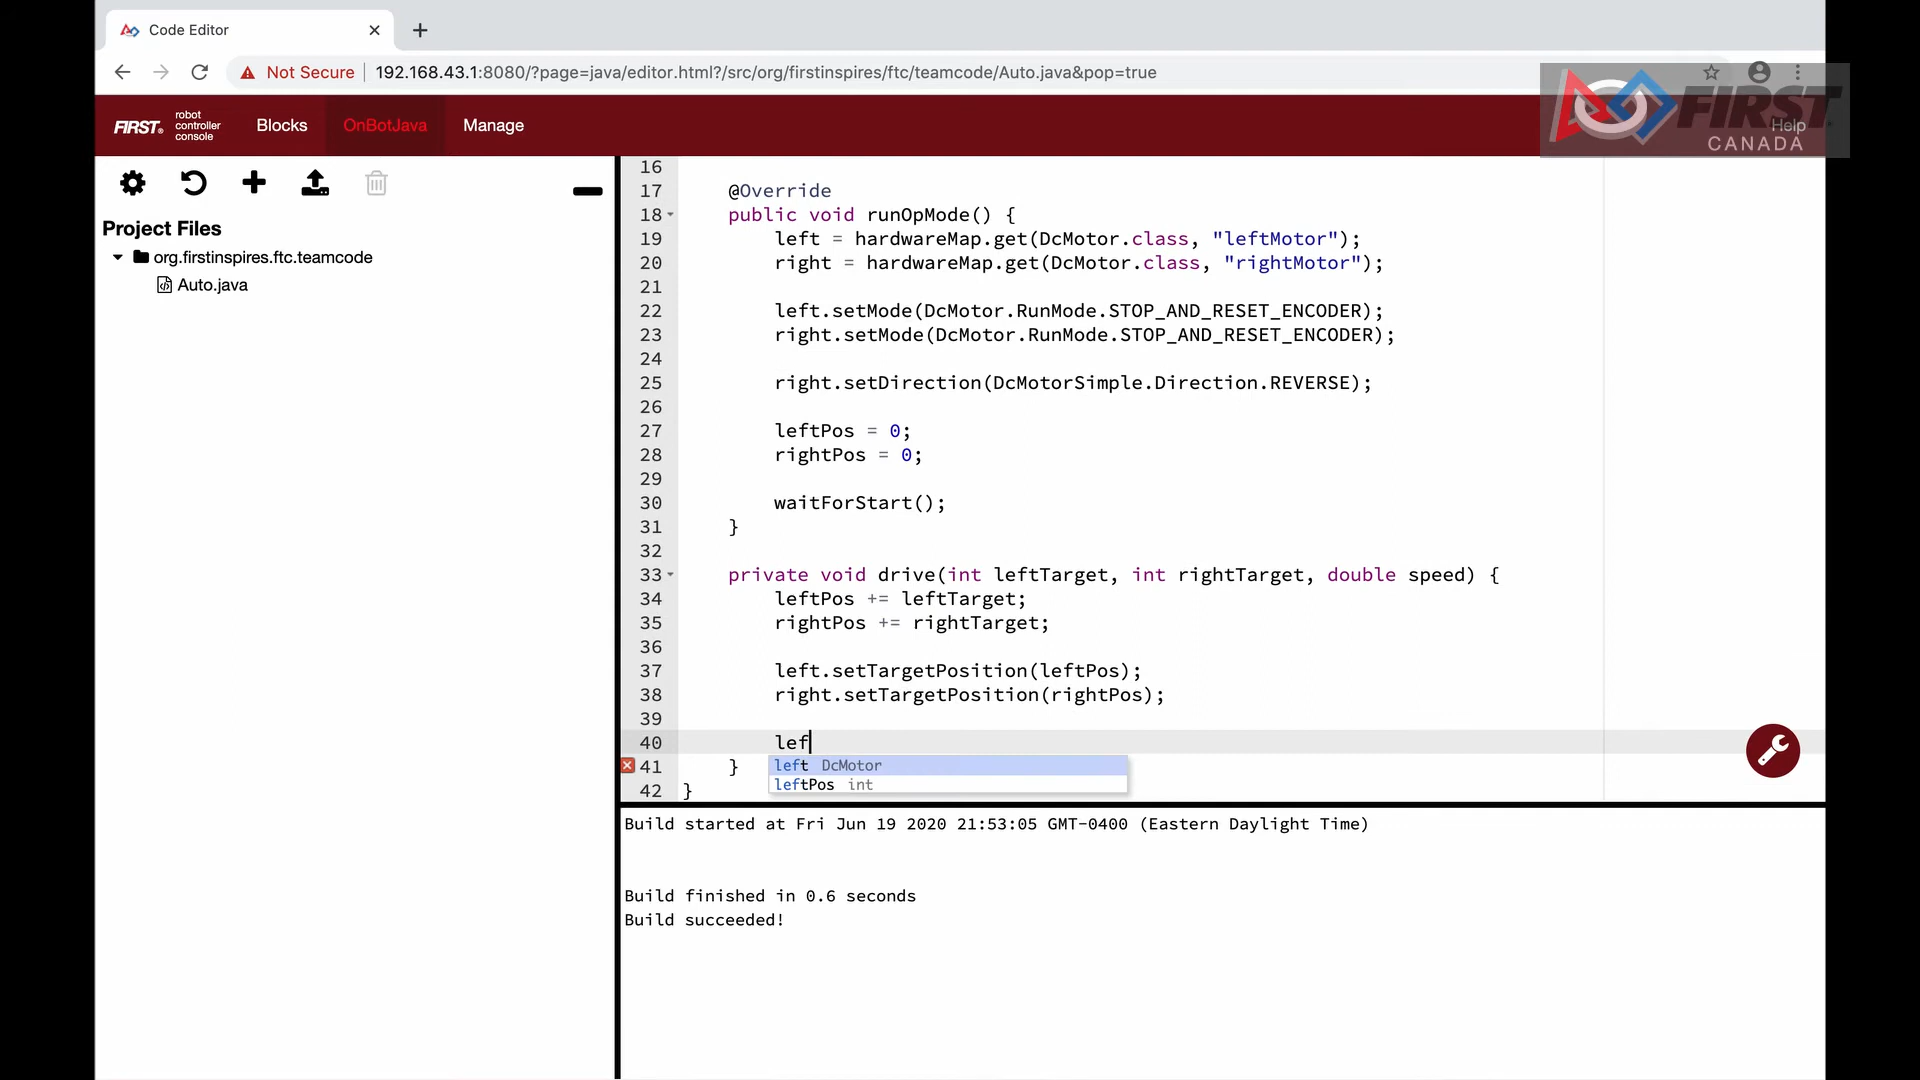 Code Editor
Not Secure 192.168.43.1:8080/?page=java/editor.html?/src/org/firstinspires/ftc/teamcode/Auto.java&pop=true
FIRST® robot controller console Blocks OnBotJava Manage Help
FIRST
CANADA
Project Files
org.firstinspires.ftc.teamcode
Auto.java
16
17 @Override
18 public void runOpMode() {
19 left = hardwareMap.get(DcMotor.class, "leftMotor");
20 right = hardwareMap.get(DcMotor.class, "rightMotor");
21
22 left.setMode(DcMotor.RunMode.STOP_AND_RESET_ENCODER);
23 right.setMode(DcMotor.RunMode.STOP_AND_RESET_ENCODER);
24
25 right.setDirection(DcMotorSimple.Direction.REVERSE);
26
27 leftPos = 0;
28 rightPos = 0;
29
30 waitForStart();
31 }
32
33 private void drive(int leftTarget, int rightTarget, double speed) {
34 leftPos += leftTarget;
35 rightPos += rightTarget;
36
37 left.setTargetPosition(leftPos);
38 right.setTargetPosition(rightPos);
39
40 lef
41 }
left DcMotor
leftPos int
42 }
Build started at Fri Jun 19 2020 21:53:05 GMT-0400 (Eastern Daylight Time)
Build finished in 0.6 seconds
Build succeeded!